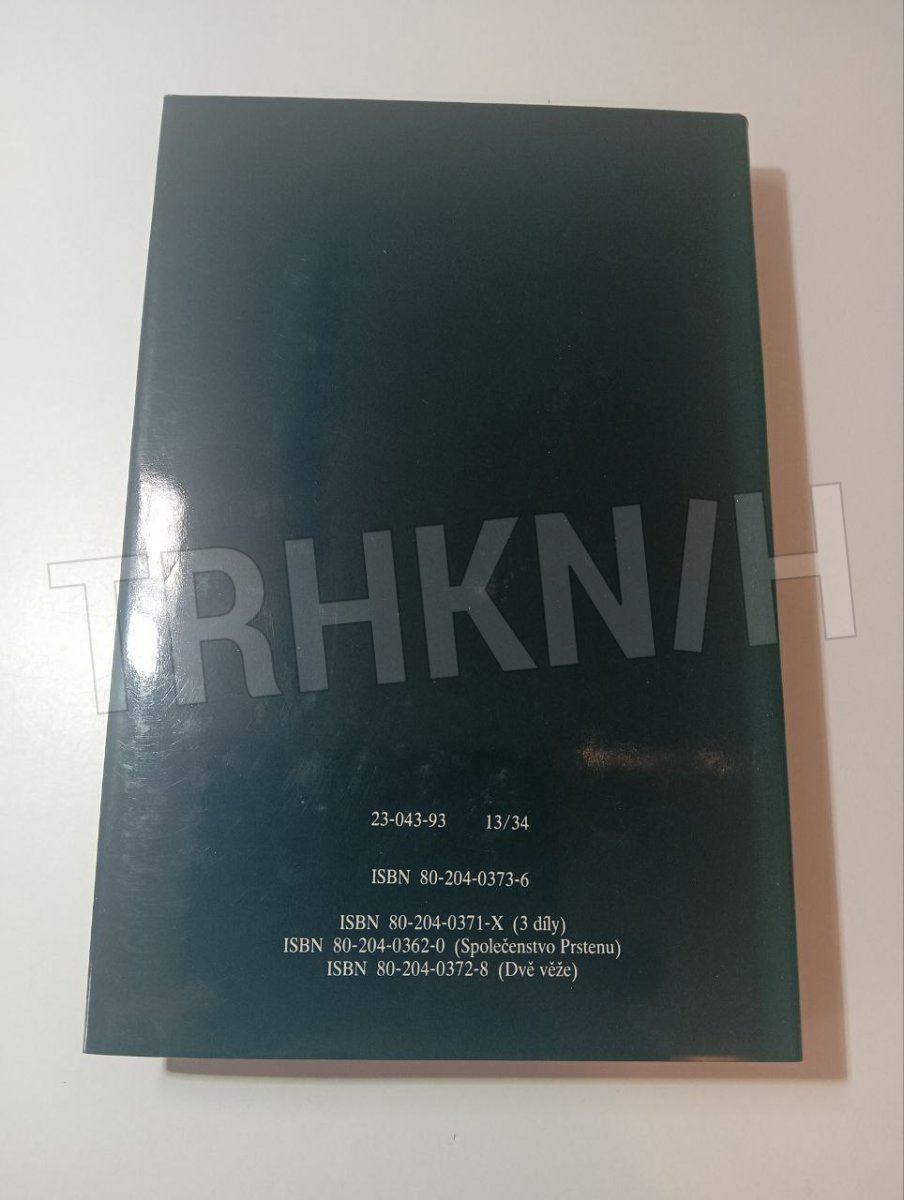 TRHKNIH
23-043-93 13/34
ISBN 80-204-0373-6
ISBN 80-204-0371-X (3 díly)
ISBN 80-204-0362-0 (Společenstvo Prstenu)
ISBN 80-204-0372-8 (Dvě věže)